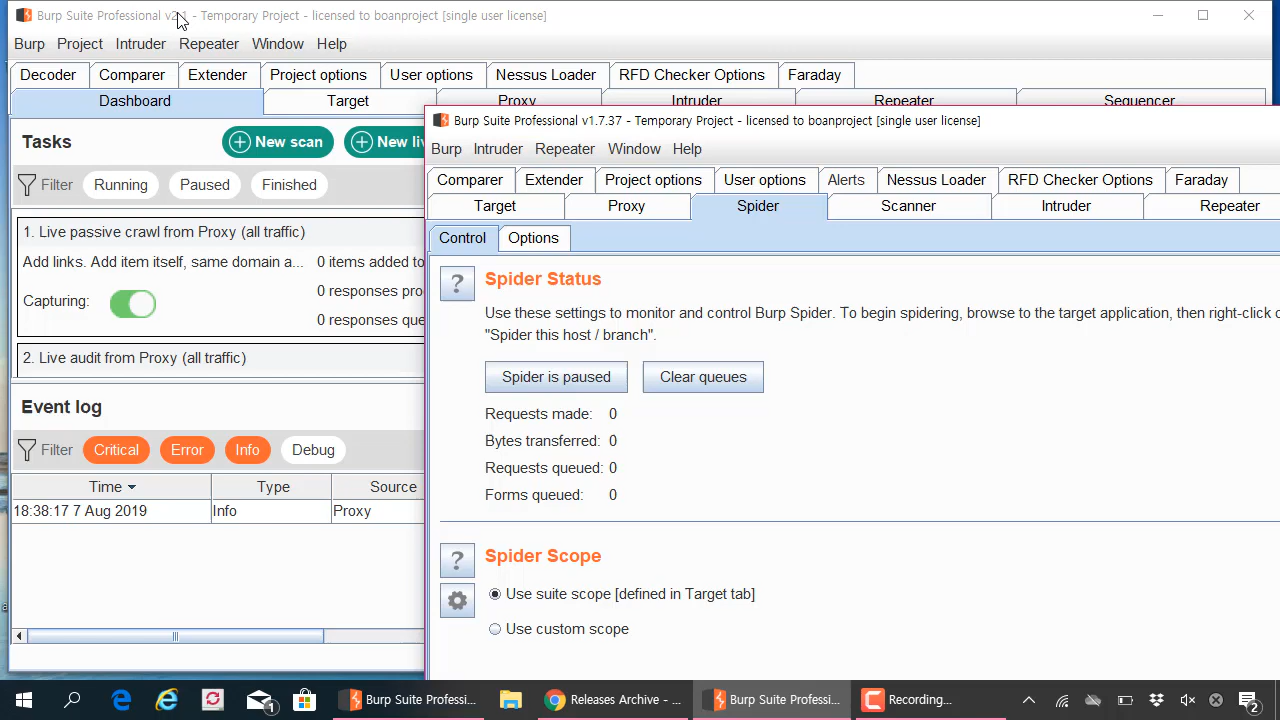 Burp Suite Professional v2.1 - Temporary Project - licensed to boanproject [single user license]
Burp Project Intruder Repeater Window Help
Decoder Comparer Extender Project options User options Nessus Loader RFD Checker Options Faraday
Dashboard Target Proxy Intruder Repeater Sequencer
Tasks New scan New liv
Filter Running Paused Finished
1. Live passive crawl from Proxy (all traffic)
Add links. Add item itself, same domain a... 0 items added to
0 responses pro
Capturing:
0 responses que
2. Live audit from Proxy (all traffic)
Event log
Filter Critical Error Info Debug
Time Type Source
18:38:17 7 Aug 2019 Info Proxy
Burp Suite Professional v1.7.37 - Temporary Project - licensed to boanproject [single user license]
Burp Intruder Repeater Window Help
Comparer Extender Project options User options Alerts Nessus Loader RFD Checker Options Faraday
Target Proxy Spider Scanner Intruder Repeater
Control Options
? Spider Status
Use these settings to monitor and control Burp Spider. To begin spidering, browse to the target application, then right-click o
"Spider this host / branch".
Spider is paused Clear queues
Requests made: 0
Bytes transferred: 0
Requests queued: 0
Forms queued: 0
? Spider Scope
Use suite scope [defined in Target tab]
Use custom scope
1 Burp Suite Professi... Releases Archive - ... Burp Suite Professi... Recording... 2